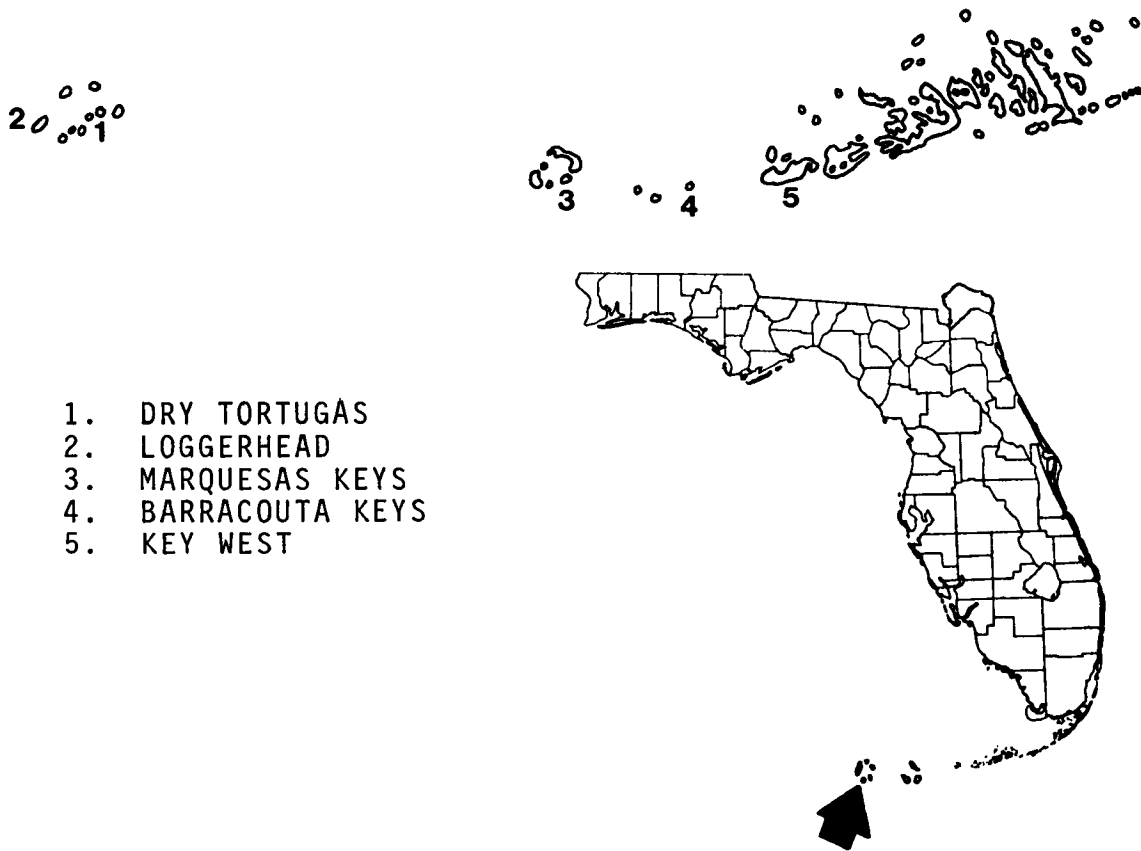 2
1
3
4
5
1. DRY TORTUGAS
2. LOGGERHEAD
3. MARQUESAS KEYS
4. BARRACOUTA KEYS
5. KEY WEST